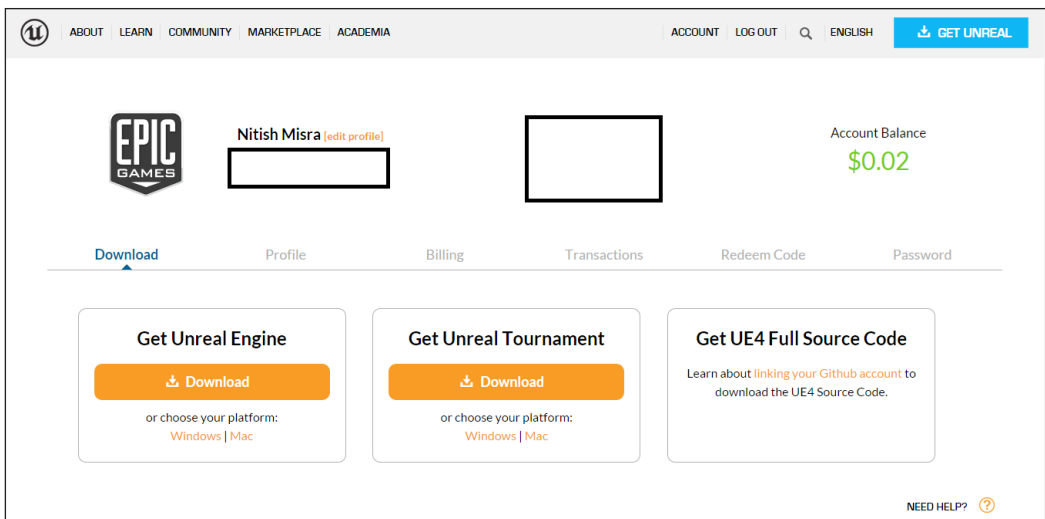 ABOUT LEARN COMMUNITY MARKETPLACE ACADEMIA ACCOUNT LOG OUT ENGLISH GET UNREAL
EPIC
GAMES
Nitish Misra [edit profile]
Account Balance
$0.02
Download Profile Billing Transactions Redeem Code Password
Get Unreal Engine
Download
or choose your platform:
Windows | Mac
Get Unreal Tournament
Download
or choose your platform:
Windows | Mac
Get UE4 Full Source Code
Learn about linking your Github account to
download the UE4 Source Code.
NEED HELP? ?